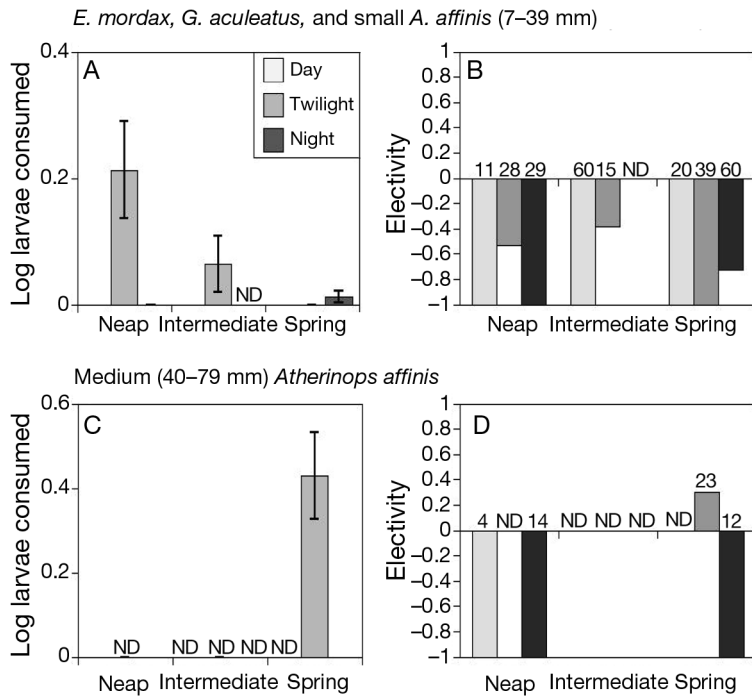 E. mordax, G. aculeatus, and small A. affinis (7–39 mm)
A
Day
Twilight
Night
Log larvae consumed
0.4
0.2
0
ND
Neap Intermediate Spring
B
Electivity
1
0.8
0.6
0.4
0.2
0
–0.2
–0.4
–0.6
–0.8
–1
11 28 29 60 15 ND 20 39 60
Neap Intermediate Spring
Medium (40–79 mm) Atherinops affinis
C
Log larvae consumed
0.6
0.4
0.2
0
ND ND ND ND ND
Neap Intermediate Spring
D
Electivity
1
0.8
0.6
0.4
0.2
0
–0.2
–0.4
–0.6
–0.8
–1
4 ND 14 ND ND ND ND 23 12
Neap Intermediate Spring